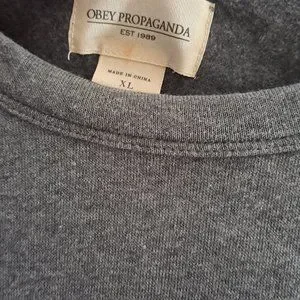 OBEY PROPAGANDA
EST 1989
MADE IN CHINA
XL